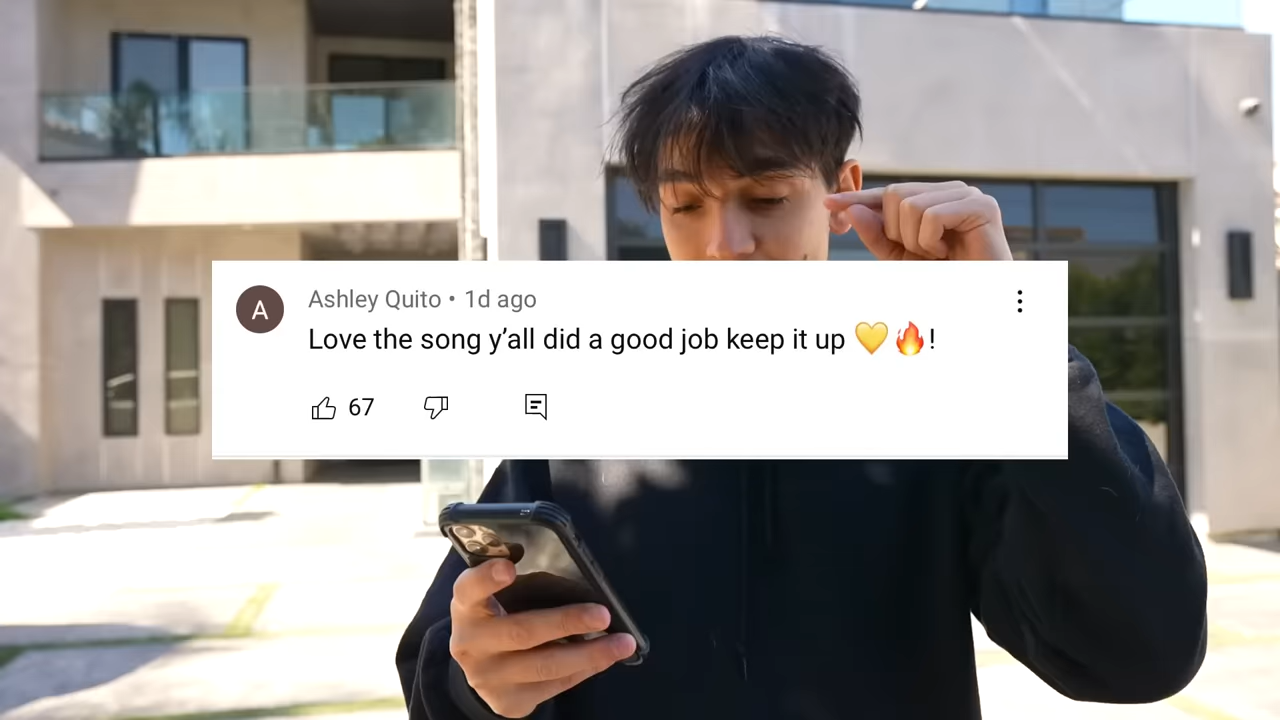 A
Ashley Quito • 1d ago
Love the song y’all did a good job keep it up 💛🔥!
67